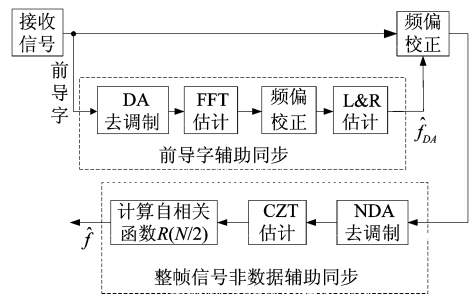 接收
信号
频偏
校正
前
导
字
DA
去调制
FFT
估计
频偏
校正
L&R
估计
f̂_DA
前导字辅助同步
计算自相关
函数R(N/2)
CZT
估计
NDA
去调制
f̂
整帧信号非数据辅助同步